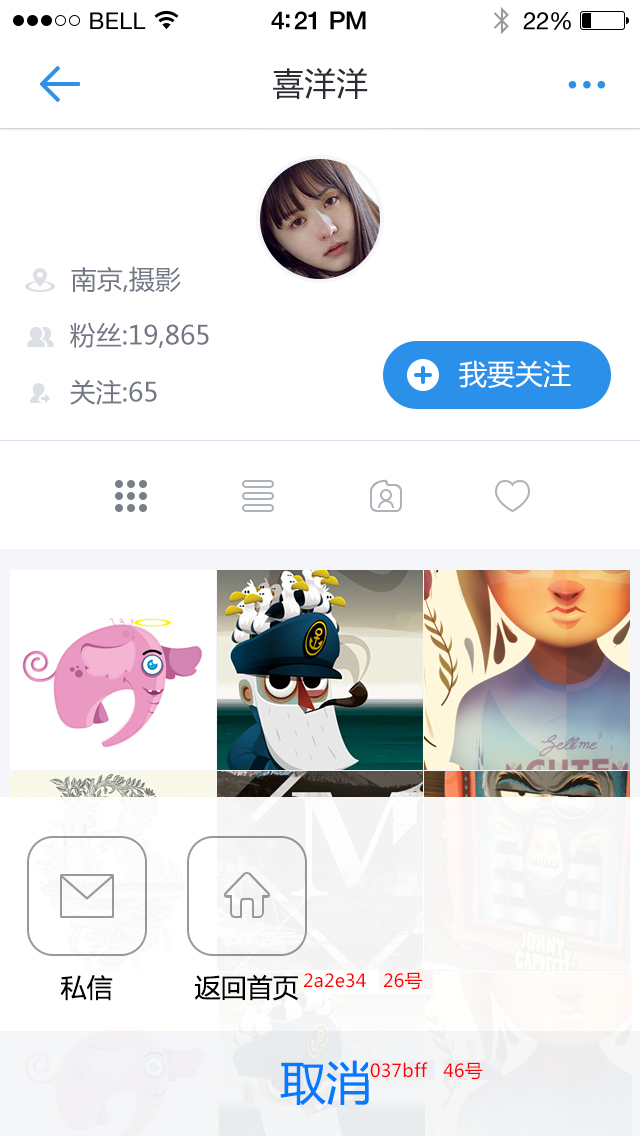 BELL 4:21 PM 22%
喜洋洋
南京,摄影
粉丝:19,865
关注:65
我要关注
Sellme
JOHNY
私信 返回首页 2a2e34 26号
取消 037bff 46号